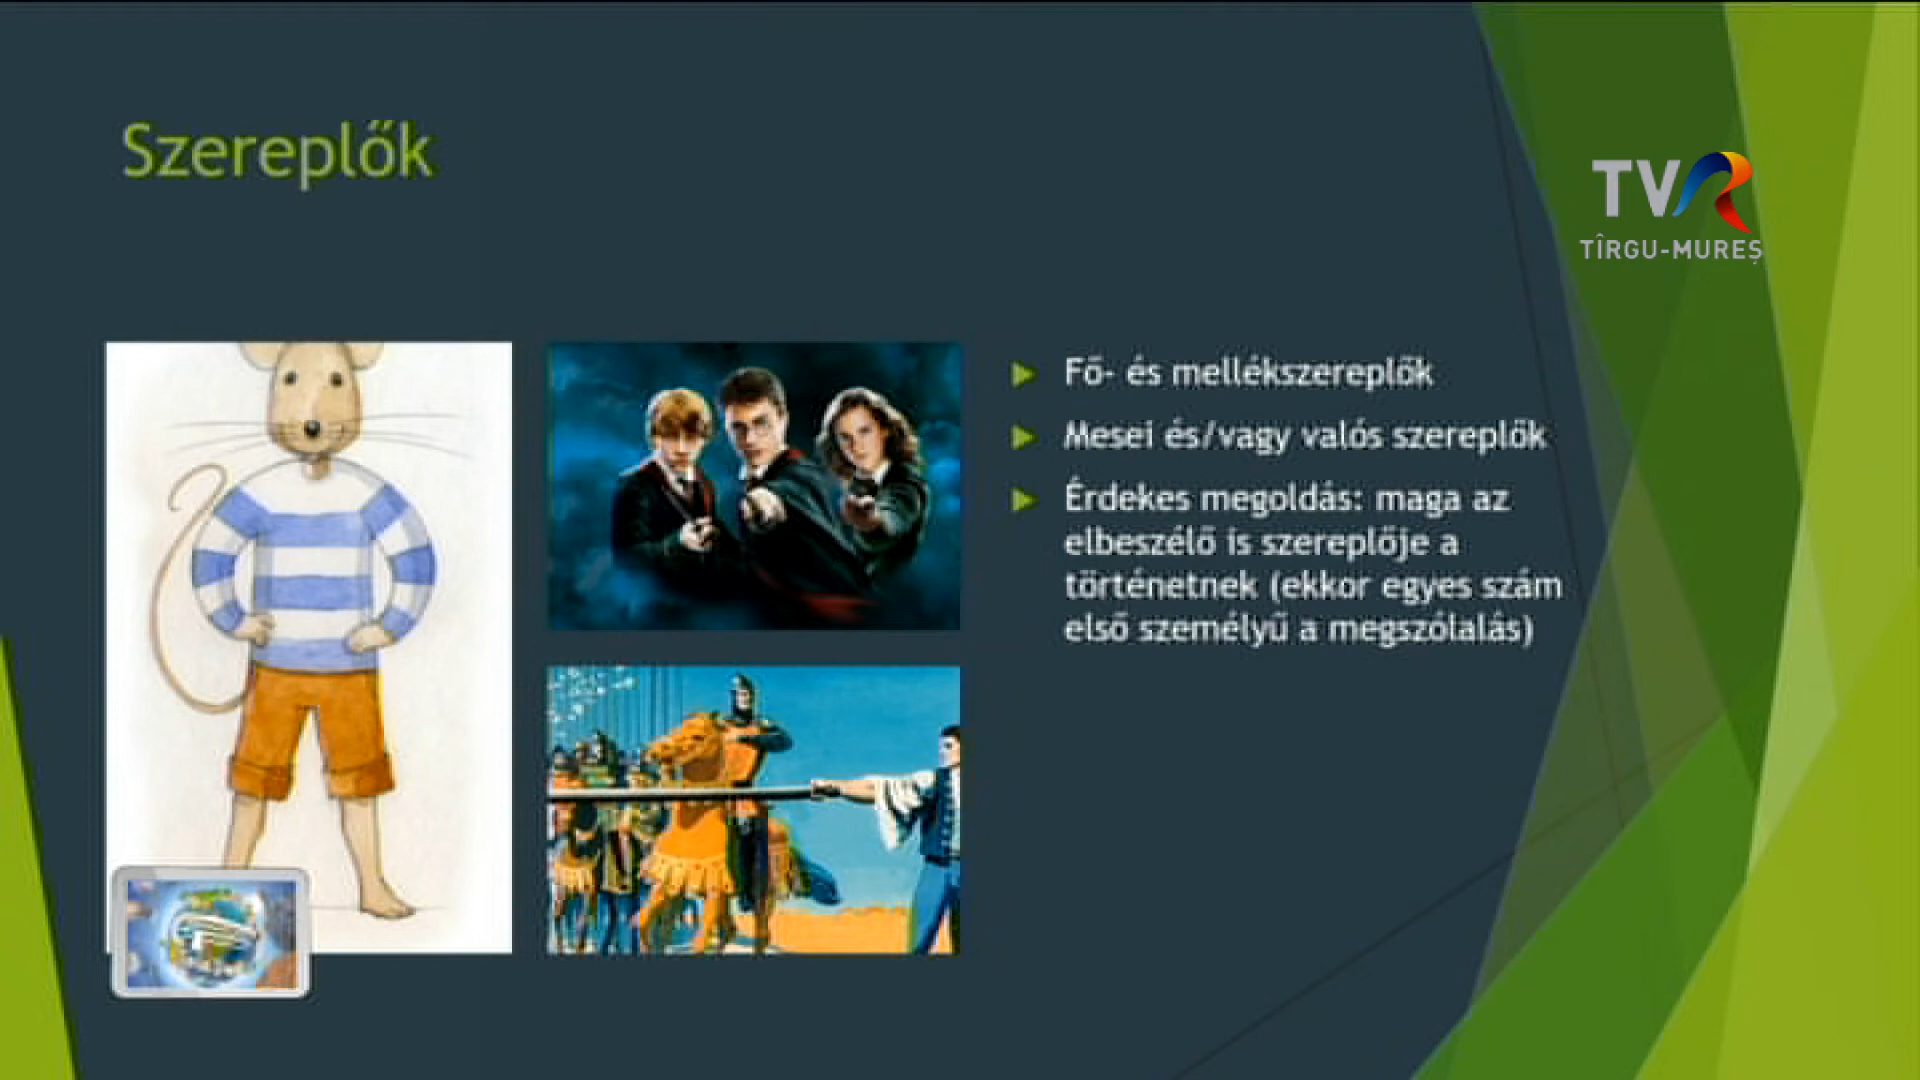 Szereplők
TVR
TÎRGU-MUREȘ
Fő- és mellékszereplők
Mesei és/vagy valós szereplők
Érdekes megoldás: maga az
elbeszélő is szereplője a
történetnek (ekkor egyes szám
első személyű a megszólalás)